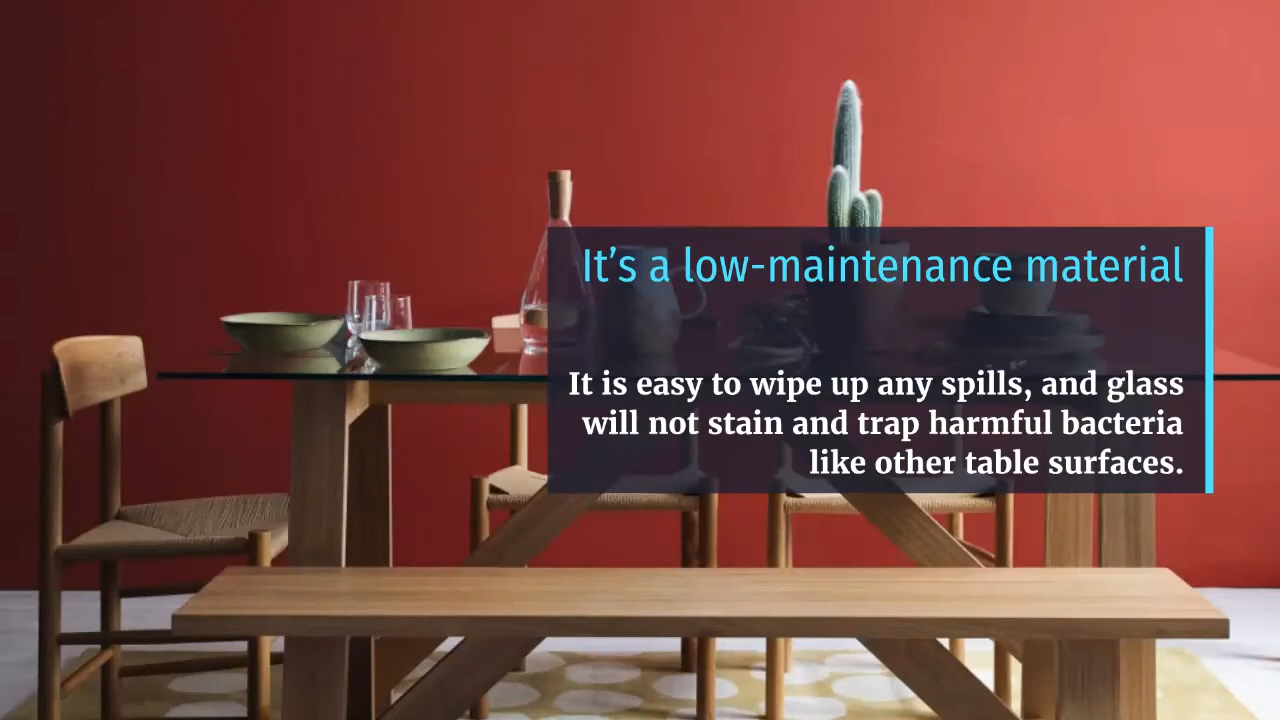 It’s a low-maintenance material
It is easy to wipe up any spills, and glass
will not stain and trap harmful bacteria
like other table surfaces.